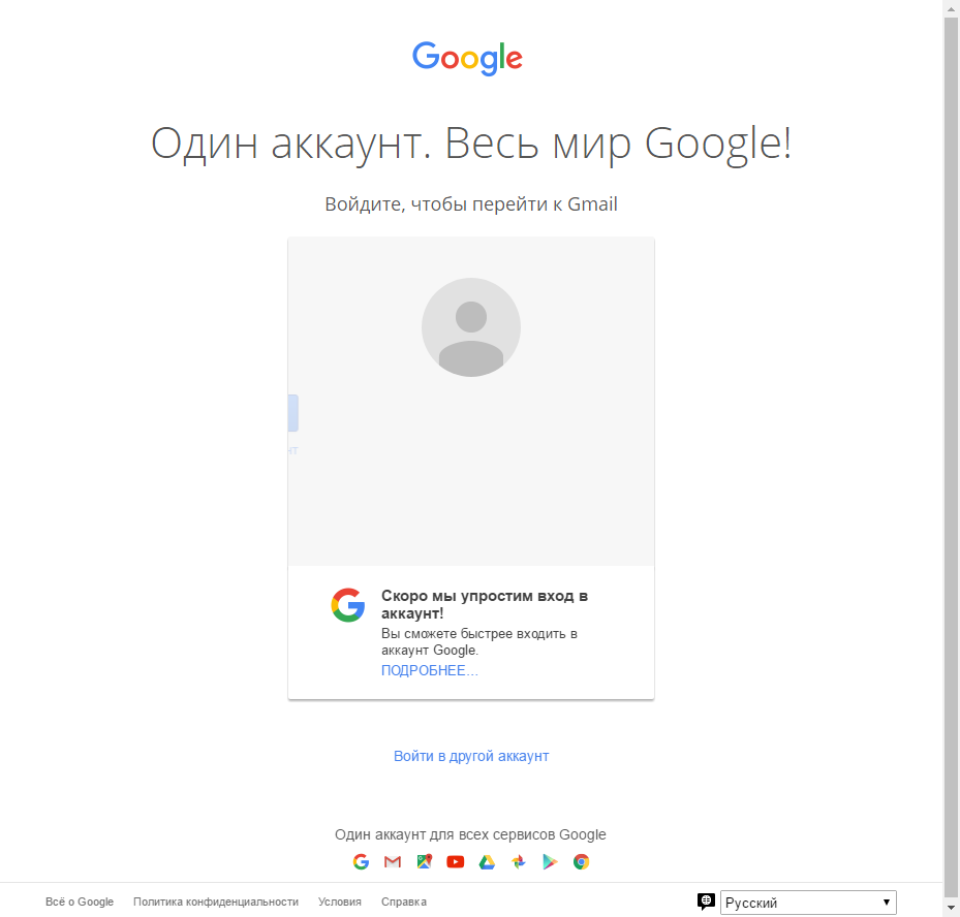 Google
Один аккаунт. Весь мир Google!
Войдите, чтобы перейти к Gmail
нт
Скоро мы упростим вход в
аккаунт!
Вы сможете быстрее входить в
аккаунт Google.
ПОДРОБНЕЕ...
Войти в другой аккаунт
Один аккаунт для всех сервисов Google
Всё о Google Политика конфиденциальности Условия Справка
Русский